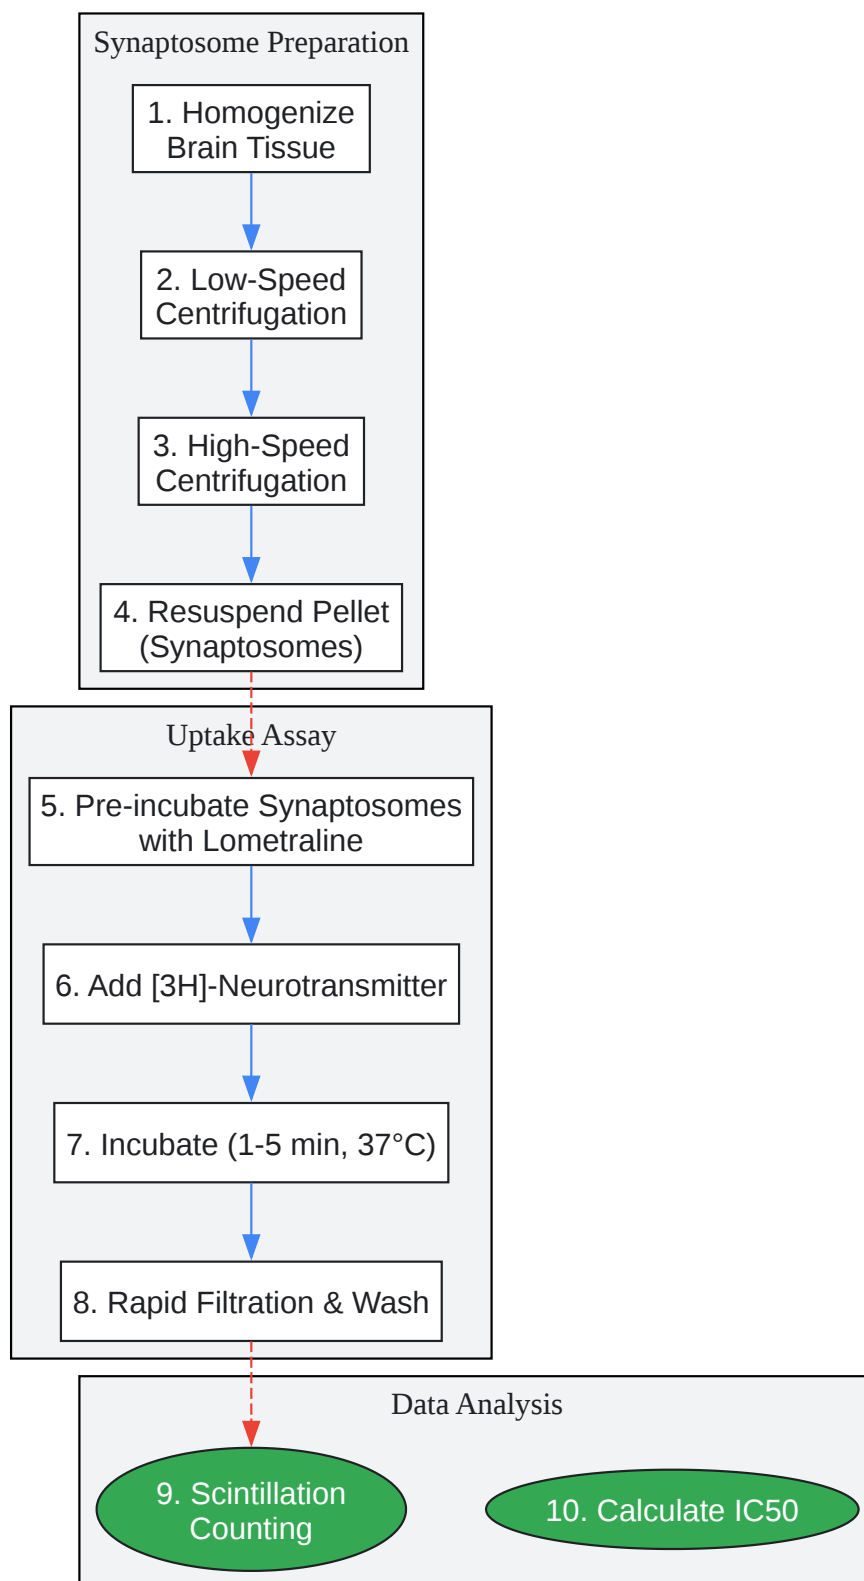 Synaptosome Preparation
1. Homogenize
Brain Tissue
2. Low-Speed
Centrifugation
3. High-Speed
Centrifugation
4. Resuspend Pellet
(Synaptosomes)
Uptake Assay
5. Pre-incubate Synaptosomes
with Lometraline
6. Add [3H]-Neurotransmitter
7. Incubate (1-5 min, 37°C)
8. Rapid Filtration & Wash
Data Analysis
9. Scintillation
Counting
10. Calculate IC50